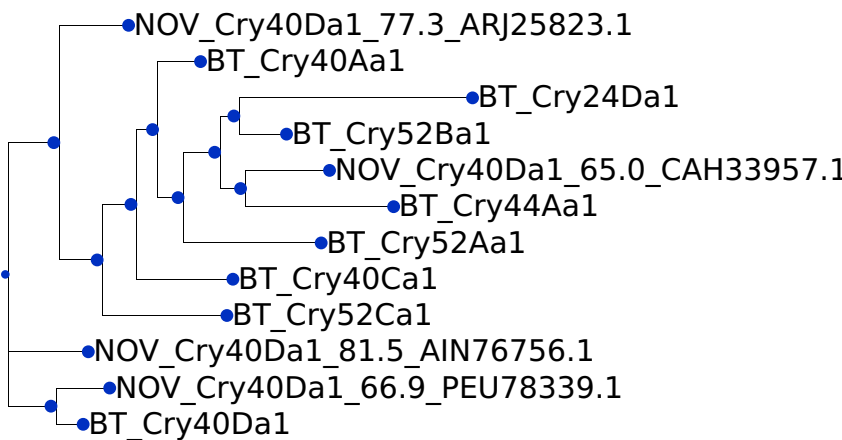 NOV_Cry40Da1_77.3_ARJ25823.1
BT_Cry40Aa1
BT_Cry24Da1
BT_Cry52Ba1
NOV_Cry40Da1_65.0_CAH33957.1
BT_Cry44Aa1
BT_Cry52Aa1
BT_Cry40Ca1
BT_Cry52Ca1
NOV_Cry40Da1_81.5_AIN76756.1
NOV_Cry40Da1_66.9_PEU78339.1
BT_Cry40Da1